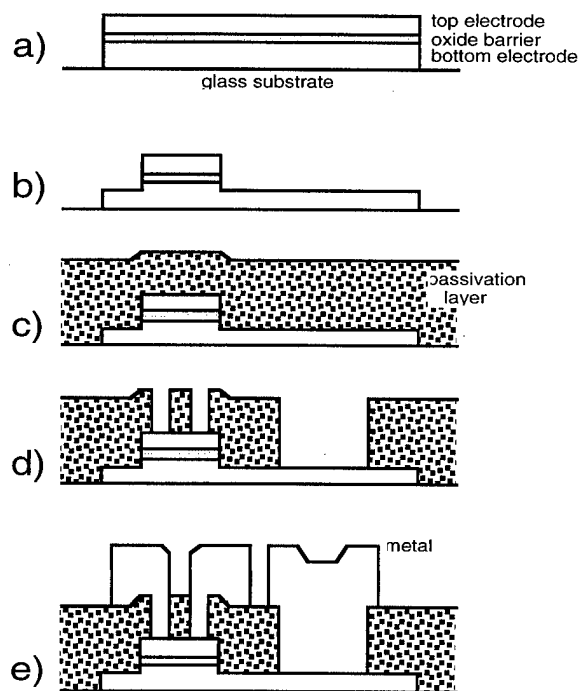 a)
top electrode
oxide barrier
bottom electrode
glass substrate
b)
passivation
layer
c)
d)
metal
e)